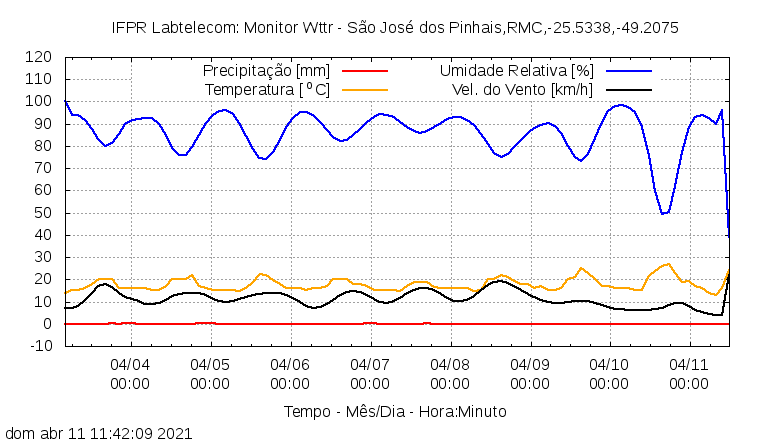 IFPR Labtelecom: Monitor Wttr - São José dos Pinhais,RMC,-25.5338,-49.2075
120
110
100
90
80
70
60
50
40
30
20
10
0
-10
Precipitação [mm]
Temperatura [⁰C]
Umidade Relativa [%]
Vel. do Vento [km/h]
04/04 04/05 04/06 04/07 04/08 04/09 04/10 04/11
00:00 00:00 00:00 00:00 00:00 00:00 00:00 00:00
Tempo - Mês/Dia - Hora:Minuto
dom abr 11 11:42:09 2021